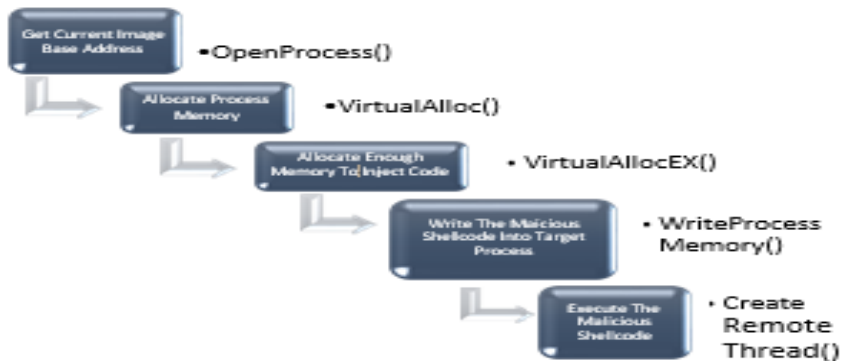 Get Current Image
Base Address
•OpenProcess()
Allocate Process
Memory
•VirtualAlloc()
Allocate Enough
Memory To Inject Code
• VirtualAllocEX()
Write The Maicious
Shellcode Into Target
Process
• WriteProcess
Memory()
Execute The
Malicious
Shellcode
• Create
Remote
Thread()